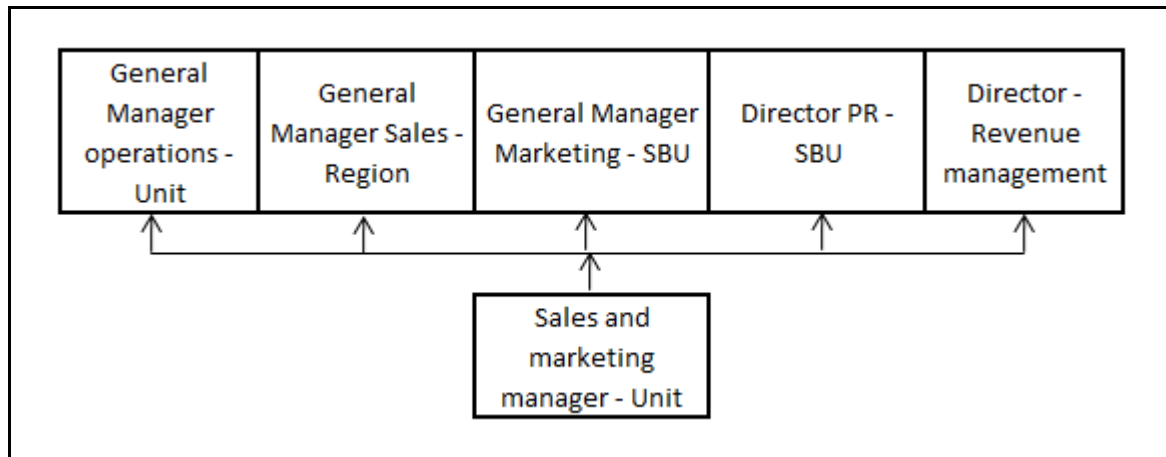 General
Manager
operations -
Unit
General
Manager Sales -
Region
General Manager
Marketing - SBU
Director PR -
SBU
Director -
Revenue
management
Sales and
marketing
manager - Unit